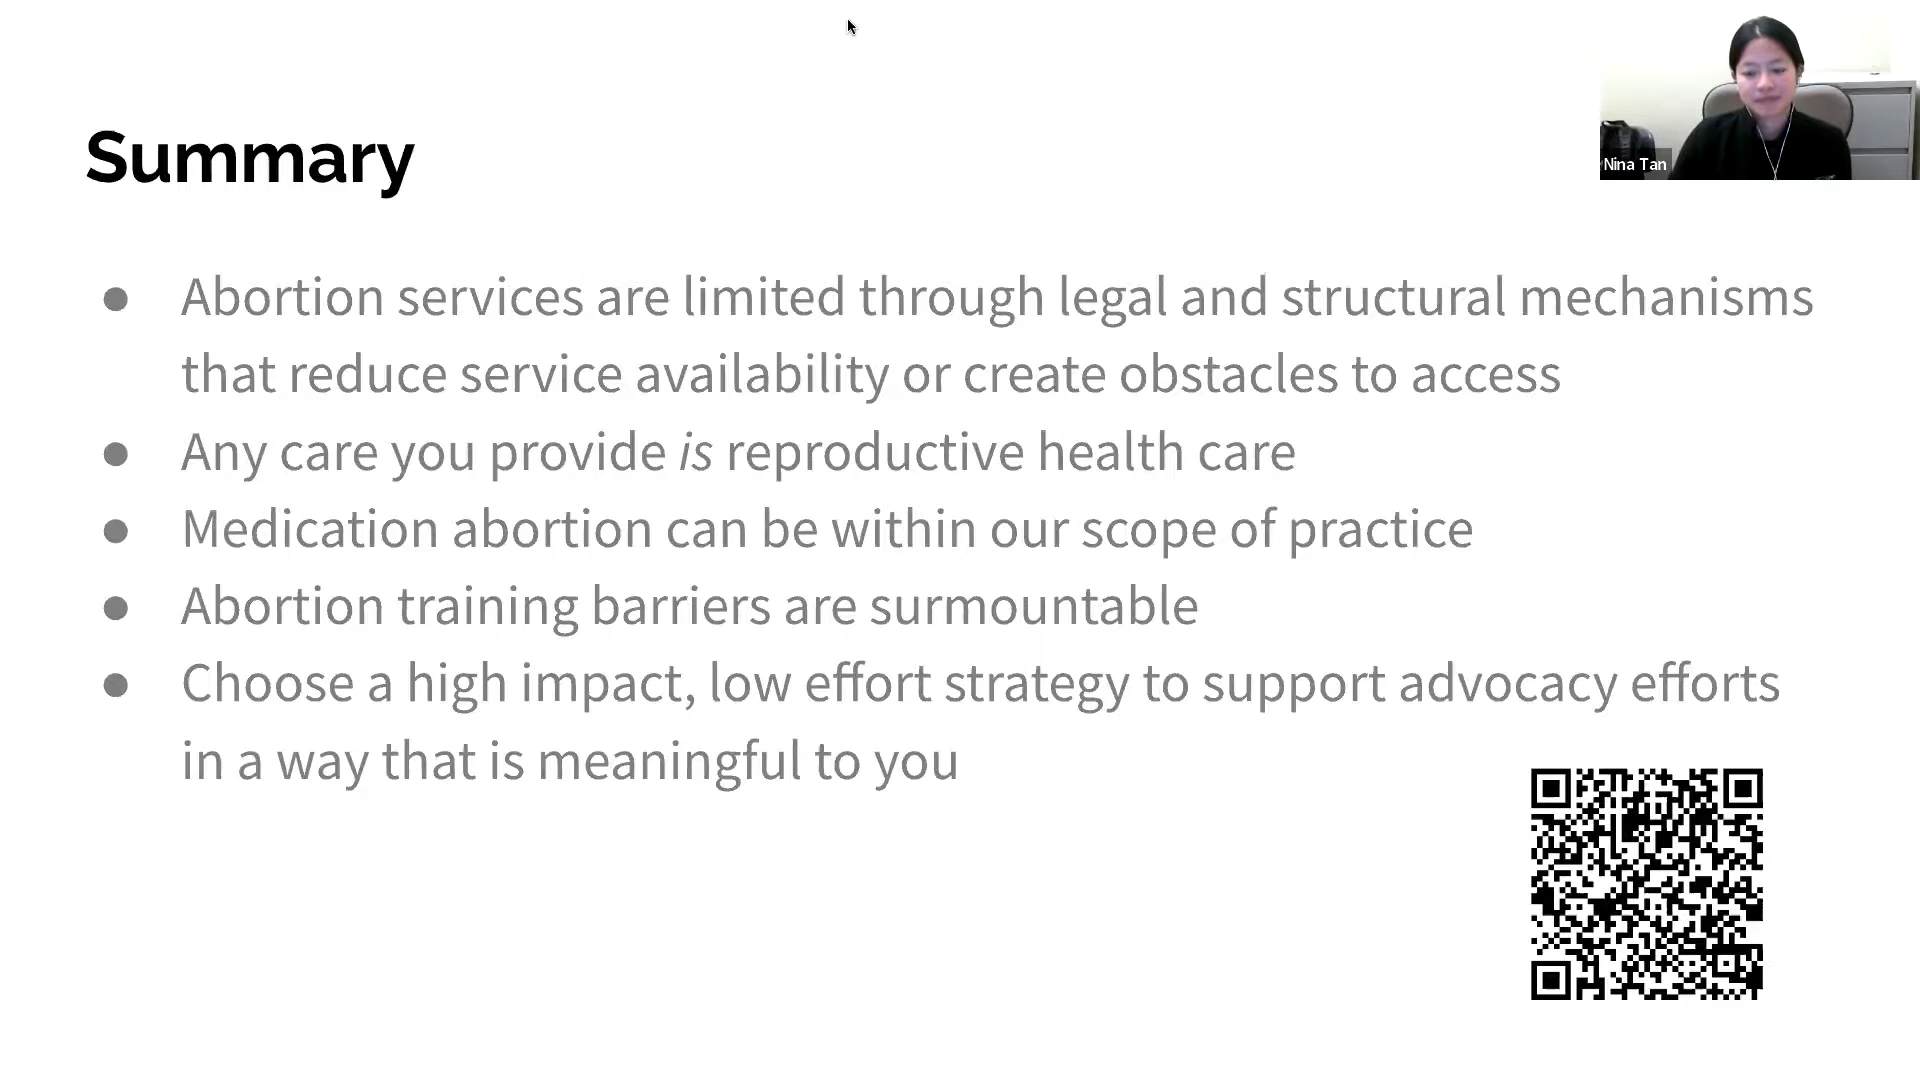 Nina Tan
Summary
● Abortion services are limited through legal and structural mechanisms
that reduce service availability or create obstacles to access
● Any care you provide is reproductive health care
● Medication abortion can be within our scope of practice
● Abortion training barriers are surmountable
● Choose a high impact, low effort strategy to support advocacy efforts
in a way that is meaningful to you